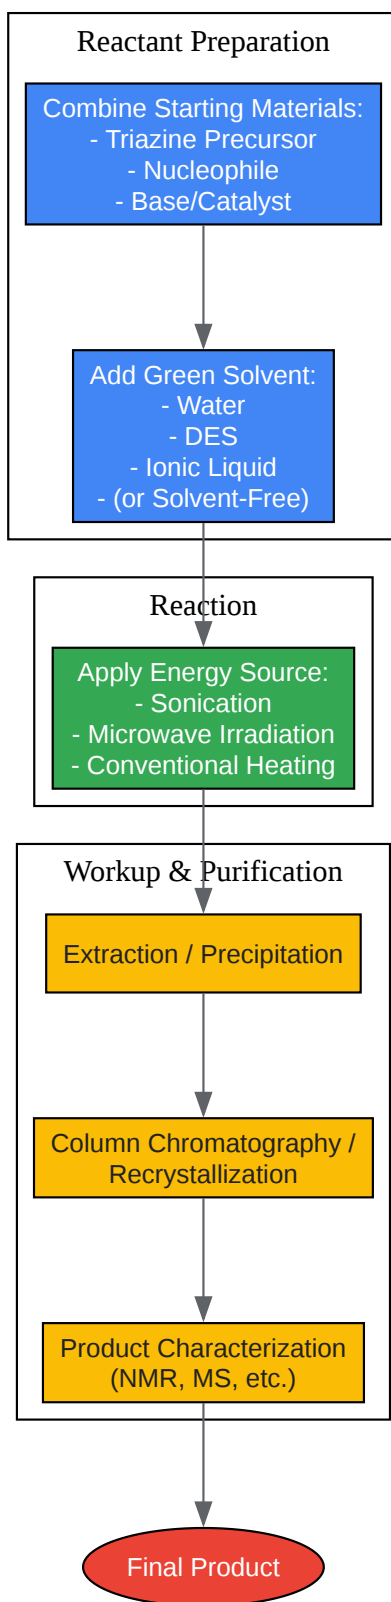 Reactant Preparation
Combine Starting Materials:
- Triazine Precursor
- Nucleophile
- Base/Catalyst
Add Green Solvent:
- Water
- DES
- Ionic Liquid
- (or Solvent-Free)
Reaction
Apply Energy Source:
- Sonication
- Microwave Irradiation
- Conventional Heating
Workup & Purification
Extraction / Precipitation
Column Chromatography /
Recrystallization
Product Characterization
(NMR, MS, etc.)
Final Product